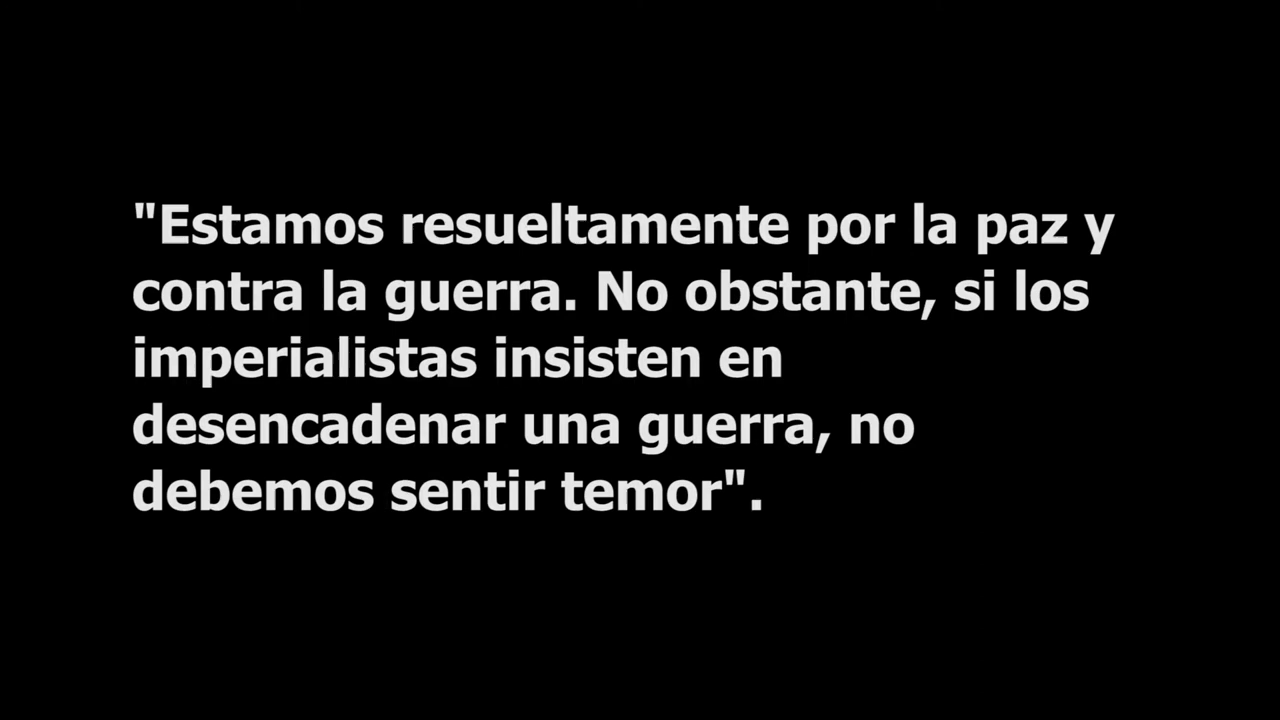 "Estamos resueltamente por la paz y
contra la guerra. No obstante, si los
imperialistas insisten en
desencadenar una guerra, no
debemos sentir temor".